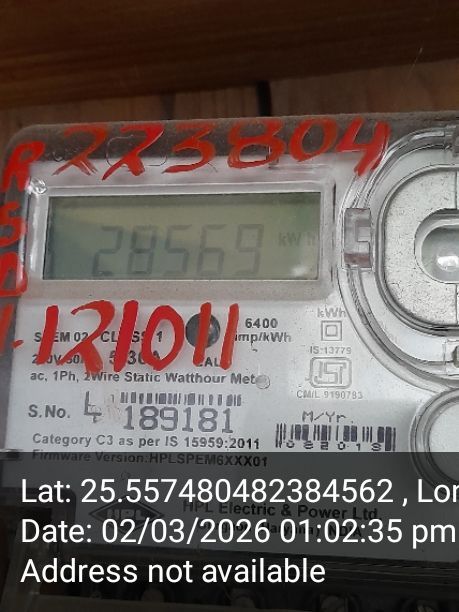 223804
28569 kWh
121011
6400
imp/kWh
kWh
IS:13779
CM/L 9190783
ac, 1Ph, 2Wire Static Watthour Mete
S.No. 189181
M/Yr.
082018
Category C3 as per IS 15959:2011
Firmware Version:HPLSPEM6XXX01
HPL Electric & Power Ltd.
Lat: 25.557480482384562 , Lon
Date: 02/03/2026 01:02:35 pm
Address not available